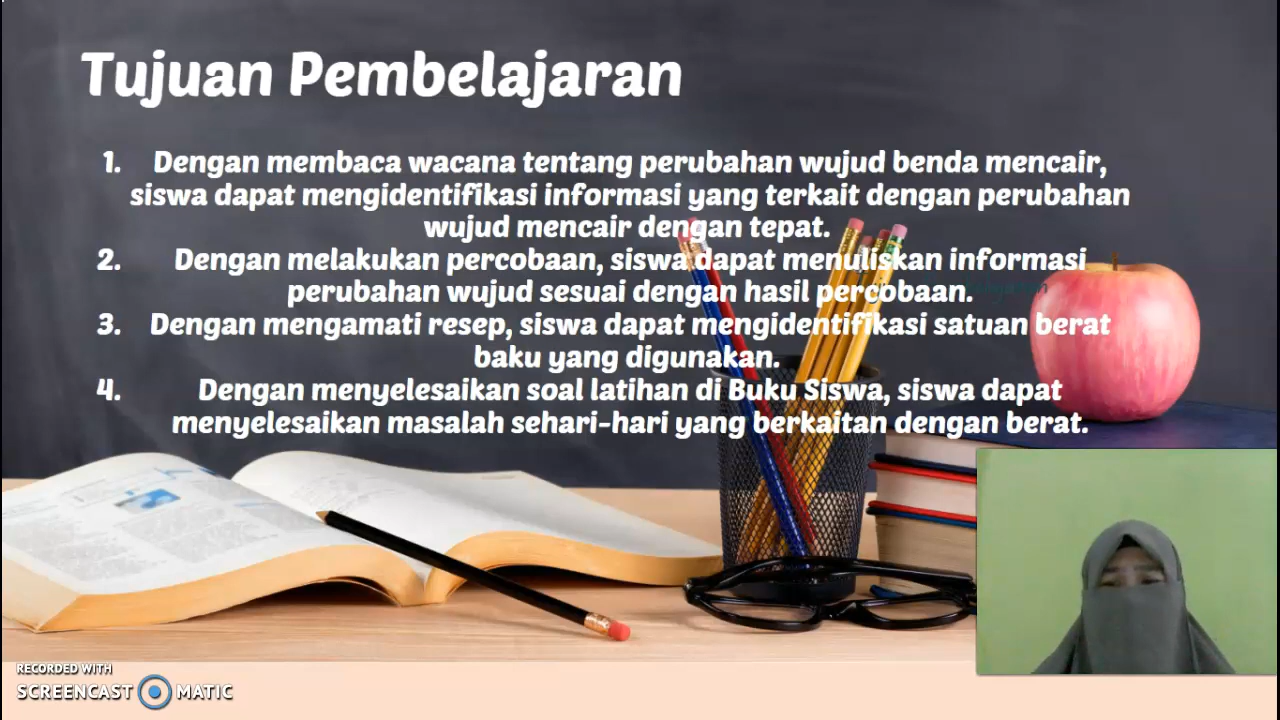 Tujuan Pembelajaran
1. Dengan membaca wacana tentang perubahan wujud benda mencair,
siswa dapat mengidentifikasi informasi yang terkait dengan perubahan
wujud mencair dengan tepat.
2. Dengan melakukan percobaan, siswa dapat menuliskan informasi
perubahan wujud sesuai dengan hasil percobaan.
3. Dengan mengamati resep, siswa dapat mengidentifikasi satuan berat
baku yang digunakan.
4. Dengan menyelesaikan soal latihan di Buku Siswa, siswa dapat
menyelesaikan masalah sehari-hari yang berkaitan dengan berat.
RECORDED WITH
SCREENCAST MATIC